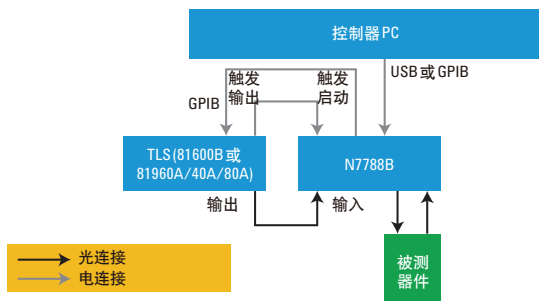 控制器PC
触发
输出
触发
启动
USB或GPIB
GPIB
TLS(81600B或
81960A/40A/80A)
N7788B
输出
输入
光连接
电连接
被测
器件